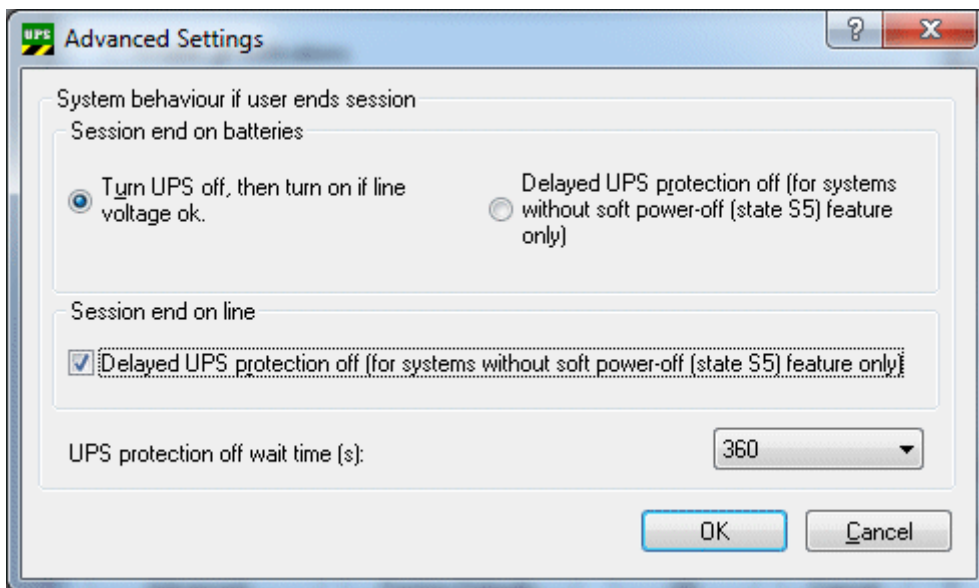 UPS
Advanced Settings
?
X
System behaviour if user ends session
Session end on batteries
Turn UPS off, then turn on if line
voltage ok.
Delayed UPS protection off (for systems
without soft power-off (state S5) feature
only)
Session end on line
Delayed UPS protection off (for systems without soft power-off (state S5) feature only)
UPS protection off wait time (s):
360
OK
Cancel